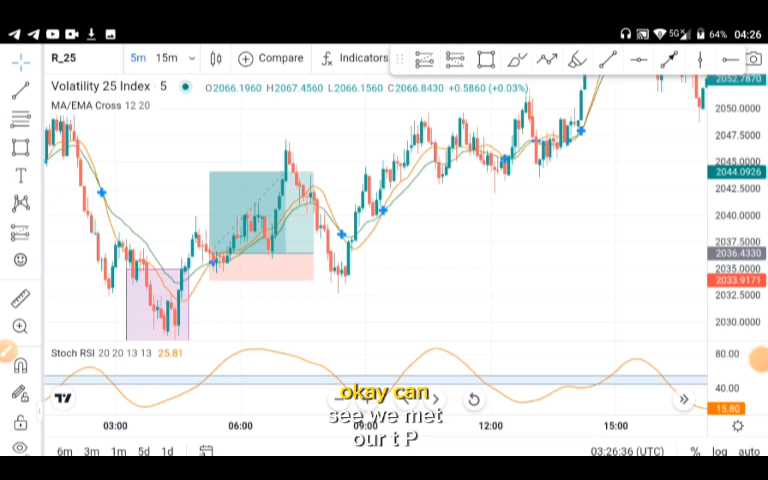 5G 64% 04:26
R_25 5m 15m Compare Indicators
Volatility 25 Index · 5 O2066.1960 H2067.4560 L2066.1560 C2066.8430 +0.5860 (+0.03%)
MA/EMA Cross 12 20
2052.7870
2050.0000
2047.5000
2045.0000
2044.0926
2042.5000
2040.0000
2037.5000
2036.4330
2035.0000
2033.9171
2032.5000
2030.0000
Stoch RSI 20 20 13 13 25.81
80.00
40.00
15.80
okay can
see we met
our t P
03:00 06:00 09:00 12:00 15:00
6m 3m 1m 5d 1d 03:26:36 (UTC) % log auto